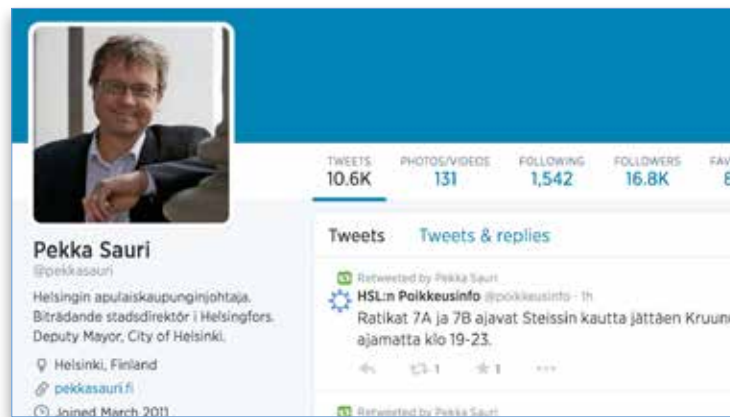 TWEETS PHOTOS/VIDEOS FOLLOWING FOLLOWERS
10.6K 131 1,542 16.8K
Pekka Sauri
@pekkasauri
Helsingin apulaiskaupunginjohtaja.
Biträdande stadsdirektör i Helsingfors.
Deputy Mayor, City of Helsinki.
Helsinki, Finland
pekkasauri.fi
Joined March 2011
Tweets Tweets & replies
Retweeted by Pekka Sauri
HSL:n Poikkeusinfo @poikkeusinfo · 1h
Ratikat 7A ja 7B ajavat Steissin kautta jättäen
ajamatta klo 19-23.
1 1
Retweeted by Pekka Sauri